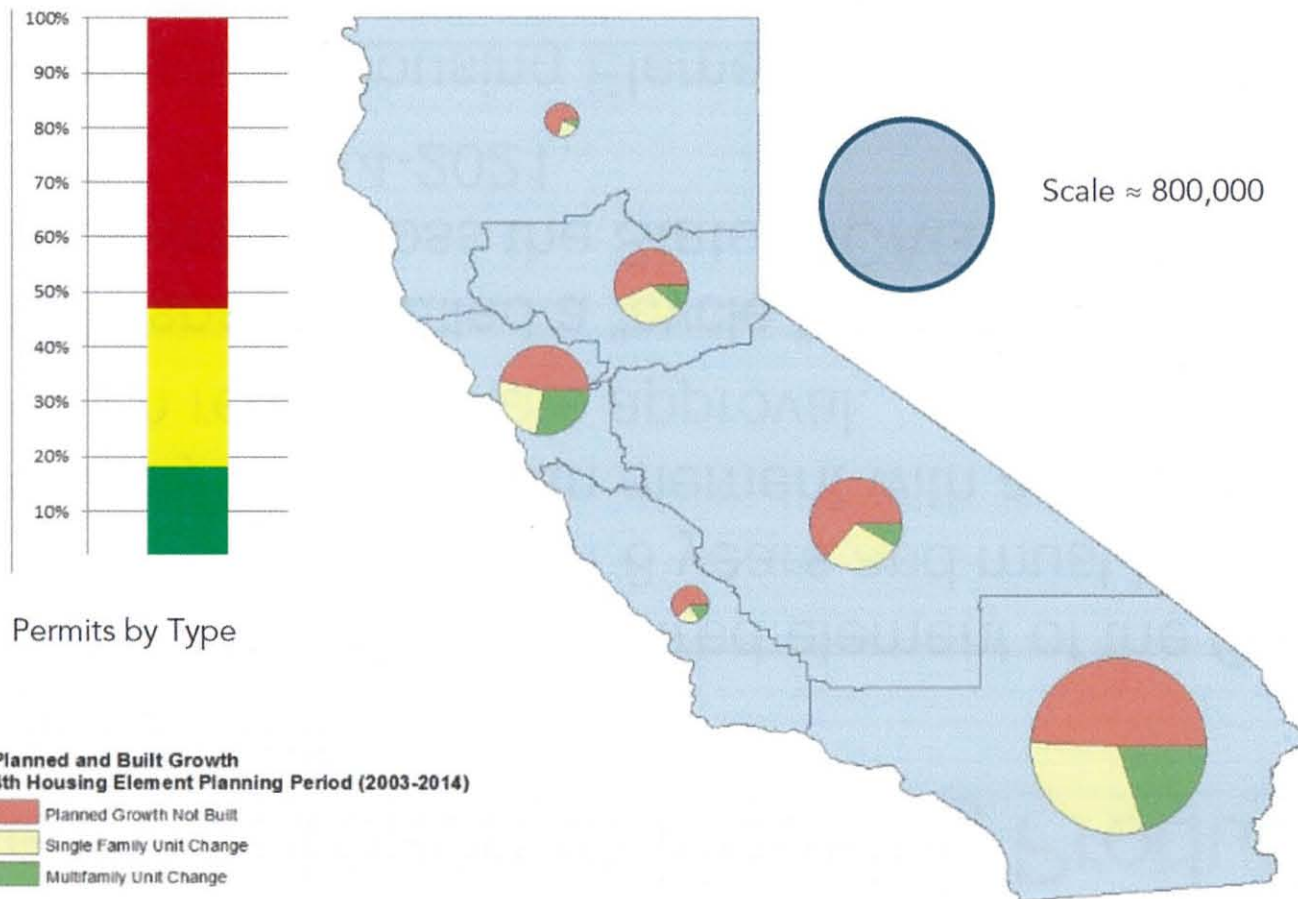 100%
90%
80%
70%
60%
50%
40%
30%
20%
10%
Permits by Type
Scale ≈ 800,000
Planned and Built Growth
4th Housing Element Planning Period (2003-2014)
Planned Growth Not Built
Single Family Unit Change
Multifamily Unit Change